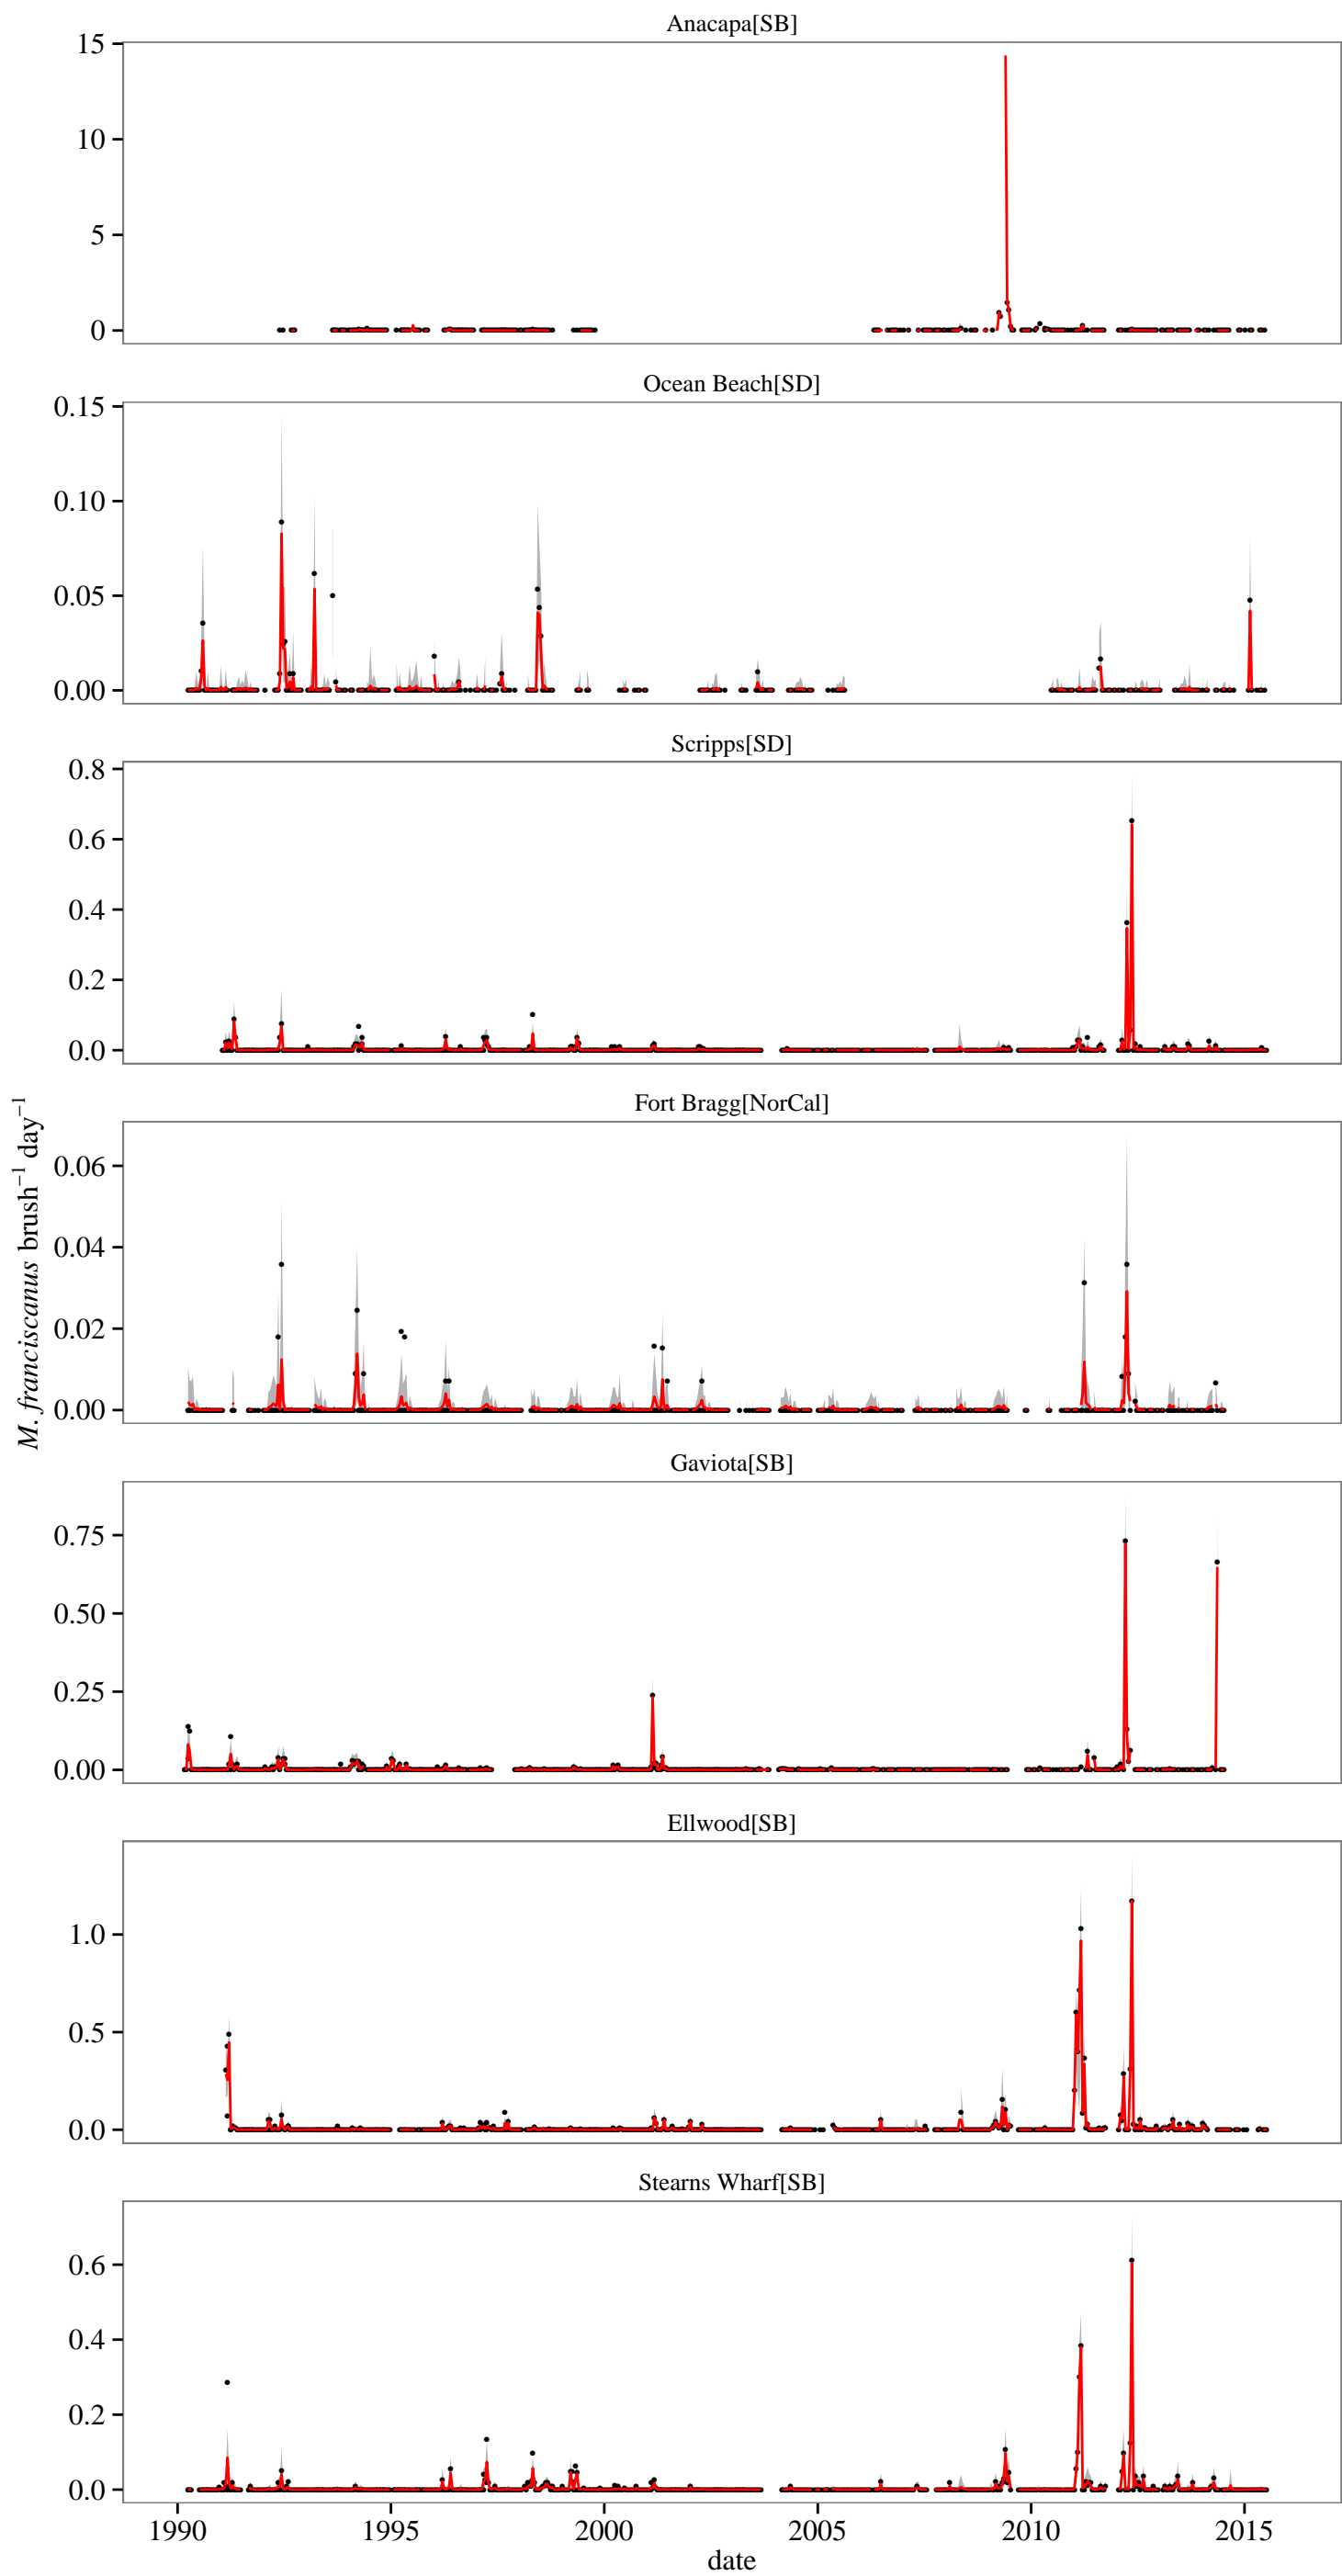 Anacapa[SB]
15
10
5
0
Ocean Beach[SD]
0.15
0.10
0.05
0.00
Scripps[SD]
0.8
0.6
0.4
0.2
0.0
Fort Bragg[NorCal]
0.06
0.04
0.02
0.00
M. franciscanus brush⁻¹ day⁻¹
Gaviota[SB]
0.75
0.50
0.25
0.00
Ellwood[SB]
1.0
0.5
0.0
Stearns Wharf[SB]
0.6
0.4
0.2
0.0
1990 1995 2000 2005 2010 2015
date